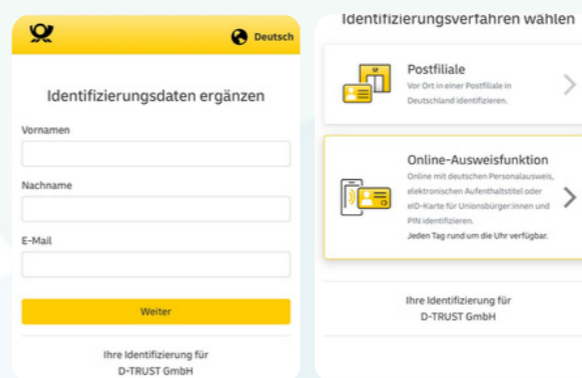 Deutsch
Identifizierungsdaten ergänzen
Vornamen
Nachname
E-Mail
Weiter
Ihre Identifizierung für
D-TRUST GmbH
Identifizierungsverfahren wählen
Postfiliale
Vor Ort in einer Postfiliale in
Deutschland identifizieren.
Online-Ausweisfunktion
Online mit deutschen Personalausweis,
elektronischen Aufenthaltstitel oder
eID-Karte für Unionsbürger:innen und
PIN identifizieren.
Jeden Tag rund um die Uhr verfügbar.
Ihre Identifizierung für
D-TRUST GmbH